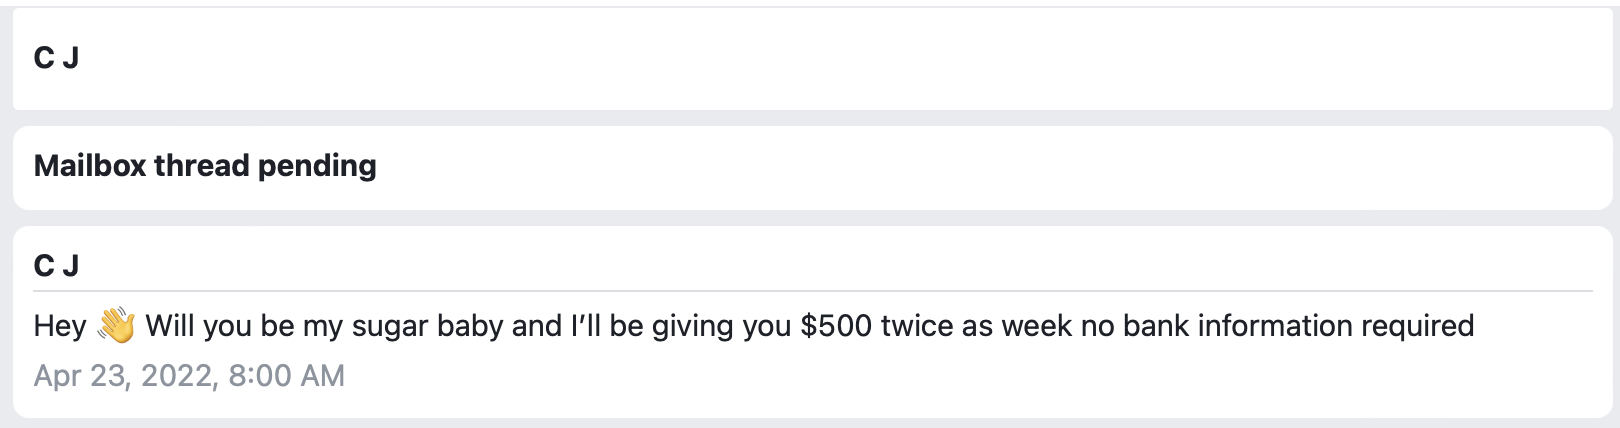 C J
Mailbox thread pending
C J
Hey 👋 Will you be my sugar baby and I’ll be giving you $500 twice as week no bank information required
Apr 23, 2022, 8:00 AM